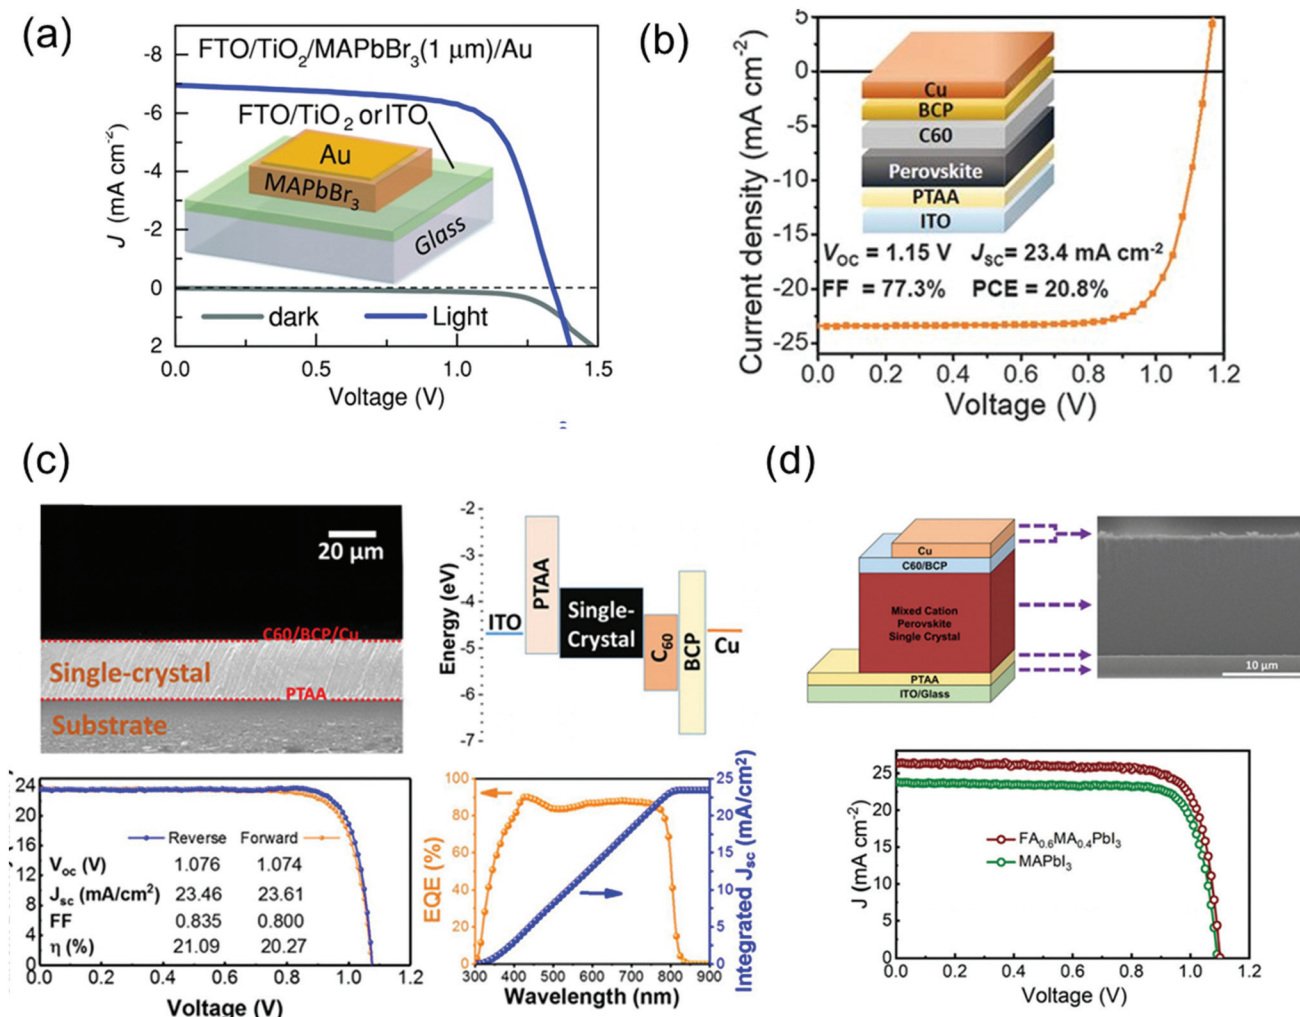 (a)
FTO/TiO₂/MAPbBr₃(1 μm)/Au
FTO/TiO₂ or ITO
Au
MAPbBr₃
Glass
dark
Light
J (mA cm⁻²)
-8
-6
-4
-2
0
2
0.0 0.5 1.0 1.5
Voltage (V)
(b)
Cu
BCP
C60
Perovskite
PTAA
ITO
V_OC = 1.15 V J_SC= 23.4 mA cm⁻²
FF = 77.3% PCE = 20.8%
Current density (mA cm⁻²)
5
0
-5
-10
-15
-20
-25
0.0 0.2 0.4 0.6 0.8 1.0 1.2
Voltage (V)
(c)
20 μm
C60/BCP/Cu
Single-crystal
PTAA
Substrate
Energy (eV)
-2
-3
-4
-5
-6
-7
ITO
PTAA
Single-
Crystal
C₆₀
BCP
Cu
24
20
16
12
8
4
0
Reverse Forward
V_oc (V) 1.076 1.074
J_sc (mA/cm²) 23.46 23.61
FF 0.835 0.800
η (%) 21.09 20.27
0.0 0.2 0.4 0.6 0.8 1.0 1.2
Voltage (V)
EQE (%)
100
80
60
40
20
0
Integrated J_sc (mA/cm²)
25
20
15
10
5
0
300 400 500 600 700 800 900
Wavelength (nm)
(d)
Cu
C60/BCP
Mixed Cation
Perovskite
Single Crystal
PTAA
ITO/Glass
10 μm
J (mA cm⁻²)
25
20
25
10
5
0
FA₀.₆MA₀.₄PbI₃
MAPbI₃
0.0 0.2 0.4 0.6 0.8 1.0 1.2
Voltage (V)